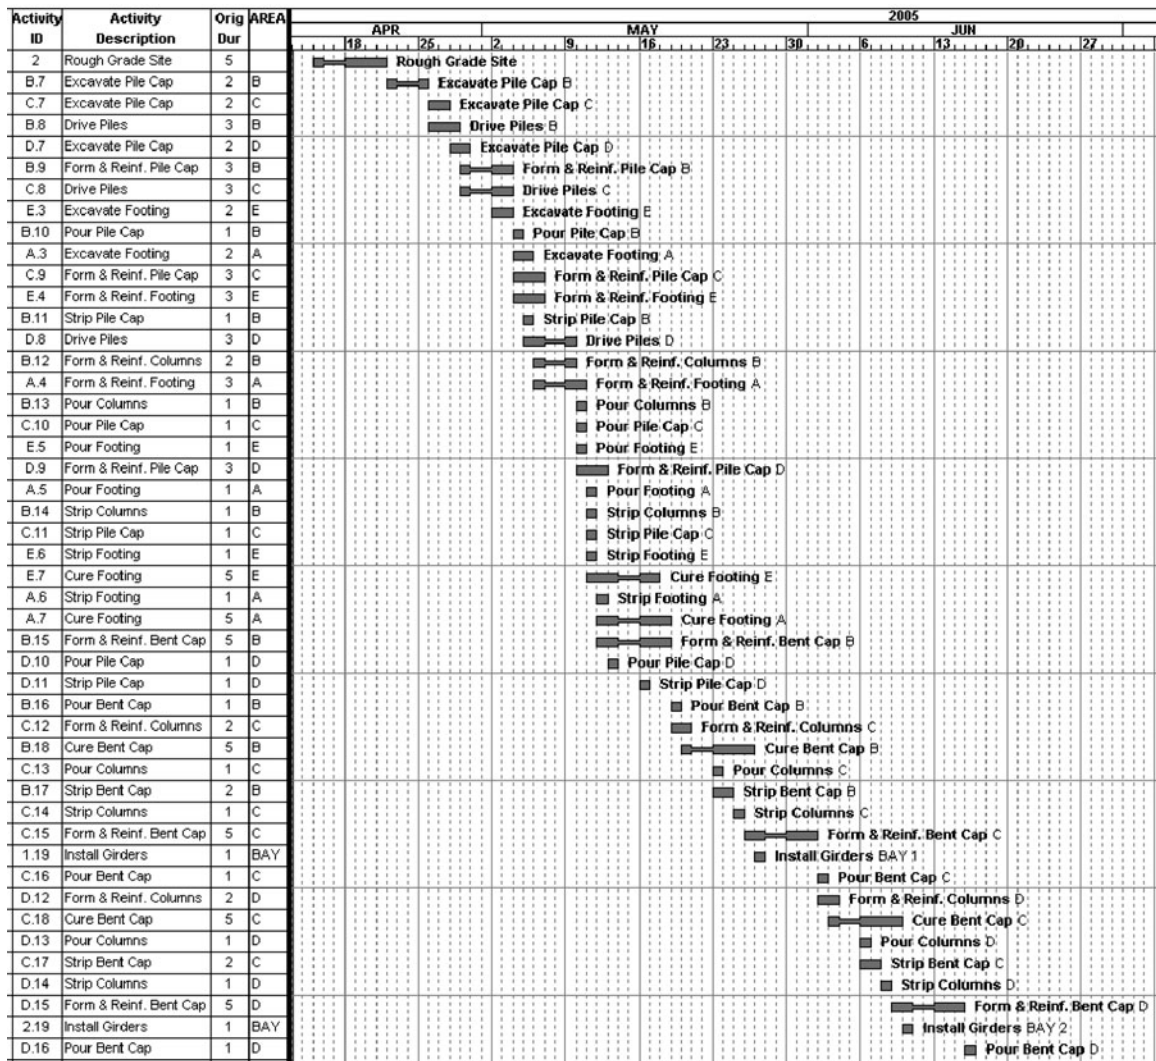 Activity ID Activity Description Orig Dur AREA 2005
APR MAY JUN
18 25 2 9 16 23 30 6 13 20 27
2 Rough Grade Site 5 Rough Grade Site
B.7 Excavate Pile Cap 2 B Excavate Pile Cap B
C.7 Excavate Pile Cap 2 C Excavate Pile Cap C
B.8 Drive Piles 3 B Drive Piles B
D.7 Excavate Pile Cap 2 D Excavate Pile Cap D
B.9 Form & Reinf. Pile Cap 3 B Form & Reinf. Pile Cap B
C.8 Drive Piles 3 C Drive Piles C
E.3 Excavate Footing 2 E Excavate Footing E
B.10 Pour Pile Cap 1 B Pour Pile Cap B
A.3 Excavate Footing 2 A Excavate Footing A
C.9 Form & Reinf. Pile Cap 3 C Form & Reinf. Pile Cap C
E.4 Form & Reinf. Footing 3 E Form & Reinf. Footing E
B.11 Strip Pile Cap 1 B Strip Pile Cap B
D.8 Drive Piles 3 D Drive Piles D
B.12 Form & Reinf. Columns 2 B Form & Reinf. Columns B
A.4 Form & Reinf. Footing 3 A Form & Reinf. Footing A
B.13 Pour Columns 1 B Pour Columns B
C.10 Pour Pile Cap 1 C Pour Pile Cap C
E.5 Pour Footing 1 E Pour Footing E
D.9 Form & Reinf. Pile Cap 3 D Form & Reinf. Pile Cap D
A.5 Pour Footing 1 A Pour Footing A
B.14 Strip Columns 1 B Strip Columns B
C.11 Strip Pile Cap 1 C Strip Pile Cap C
E.6 Strip Footing 1 E Strip Footing E
E.7 Cure Footing 5 E Cure Footing E
A.6 Strip Footing 1 A Strip Footing A
A.7 Cure Footing 5 A Cure Footing A
B.15 Form & Reinf. Bent Cap 5 B Form & Reinf. Bent Cap B
D.10 Pour Pile Cap 1 D Pour Pile Cap D
D.11 Strip Pile Cap 1 D Strip Pile Cap D
B.16 Pour Bent Cap 1 B Pour Bent Cap B
C.12 Form & Reinf. Columns 2 C Form & Reinf. Columns C
B.18 Cure Bent Cap 5 B Cure Bent Cap B
C.13 Pour Columns 1 C Pour Columns C
B.17 Strip Bent Cap 2 B Strip Bent Cap B
C.14 Strip Columns 1 C Strip Columns C
C.15 Form & Reinf. Bent Cap 5 C Form & Reinf. Bent Cap C
1.19 Install Girders 1 BAY Install Girders BAY 1
C.16 Pour Bent Cap 1 C Pour Bent Cap C
D.12 Form & Reinf. Columns 2 D Form & Reinf. Columns D
C.18 Cure Bent Cap 5 C Cure Bent Cap C
D.13 Pour Columns 1 D Pour Columns D
C.17 Strip Bent Cap 2 C Strip Bent Cap C
D.14 Strip Columns 1 D Strip Columns D
D.15 Form & Reinf. Bent Cap 5 D Form & Reinf. Bent Cap D
2.19 Install Girders 1 BAY Install Girders BAY 2
D.16 Pour Bent Cap 1 D Pour Bent Cap D